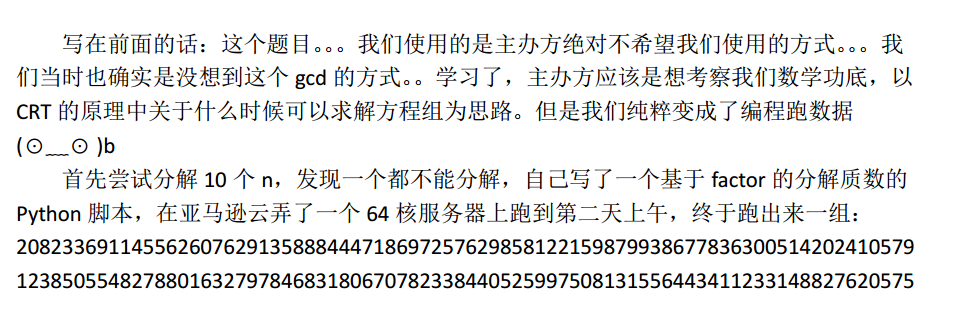 写在前面的话：这个题目。。。我们使用的是主办方绝对不希望我们使用的方式。。。我
们当时也确实是没想到这个 gcd 的方式。。学习了，主办方应该是想考察我们数学功底，以
CRT 的原理中关于什么时候可以求解方程组为思路。但是我们纯粹变成了编程跑数据
(⊙﹏⊙ )b
首先尝试分解 10 个 n，发现一个都不能分解，自己写了一个基于 factor 的分解质数的
Python 脚本，在亚马逊云弄了一个 64 核服务器上跑到第二天上午，终于跑出来一组：
208233691145562607629135888444718697257629858122159879938677836300514202410579
12385055482788016327978468318067078233844052599750813155644341123314882762057​5